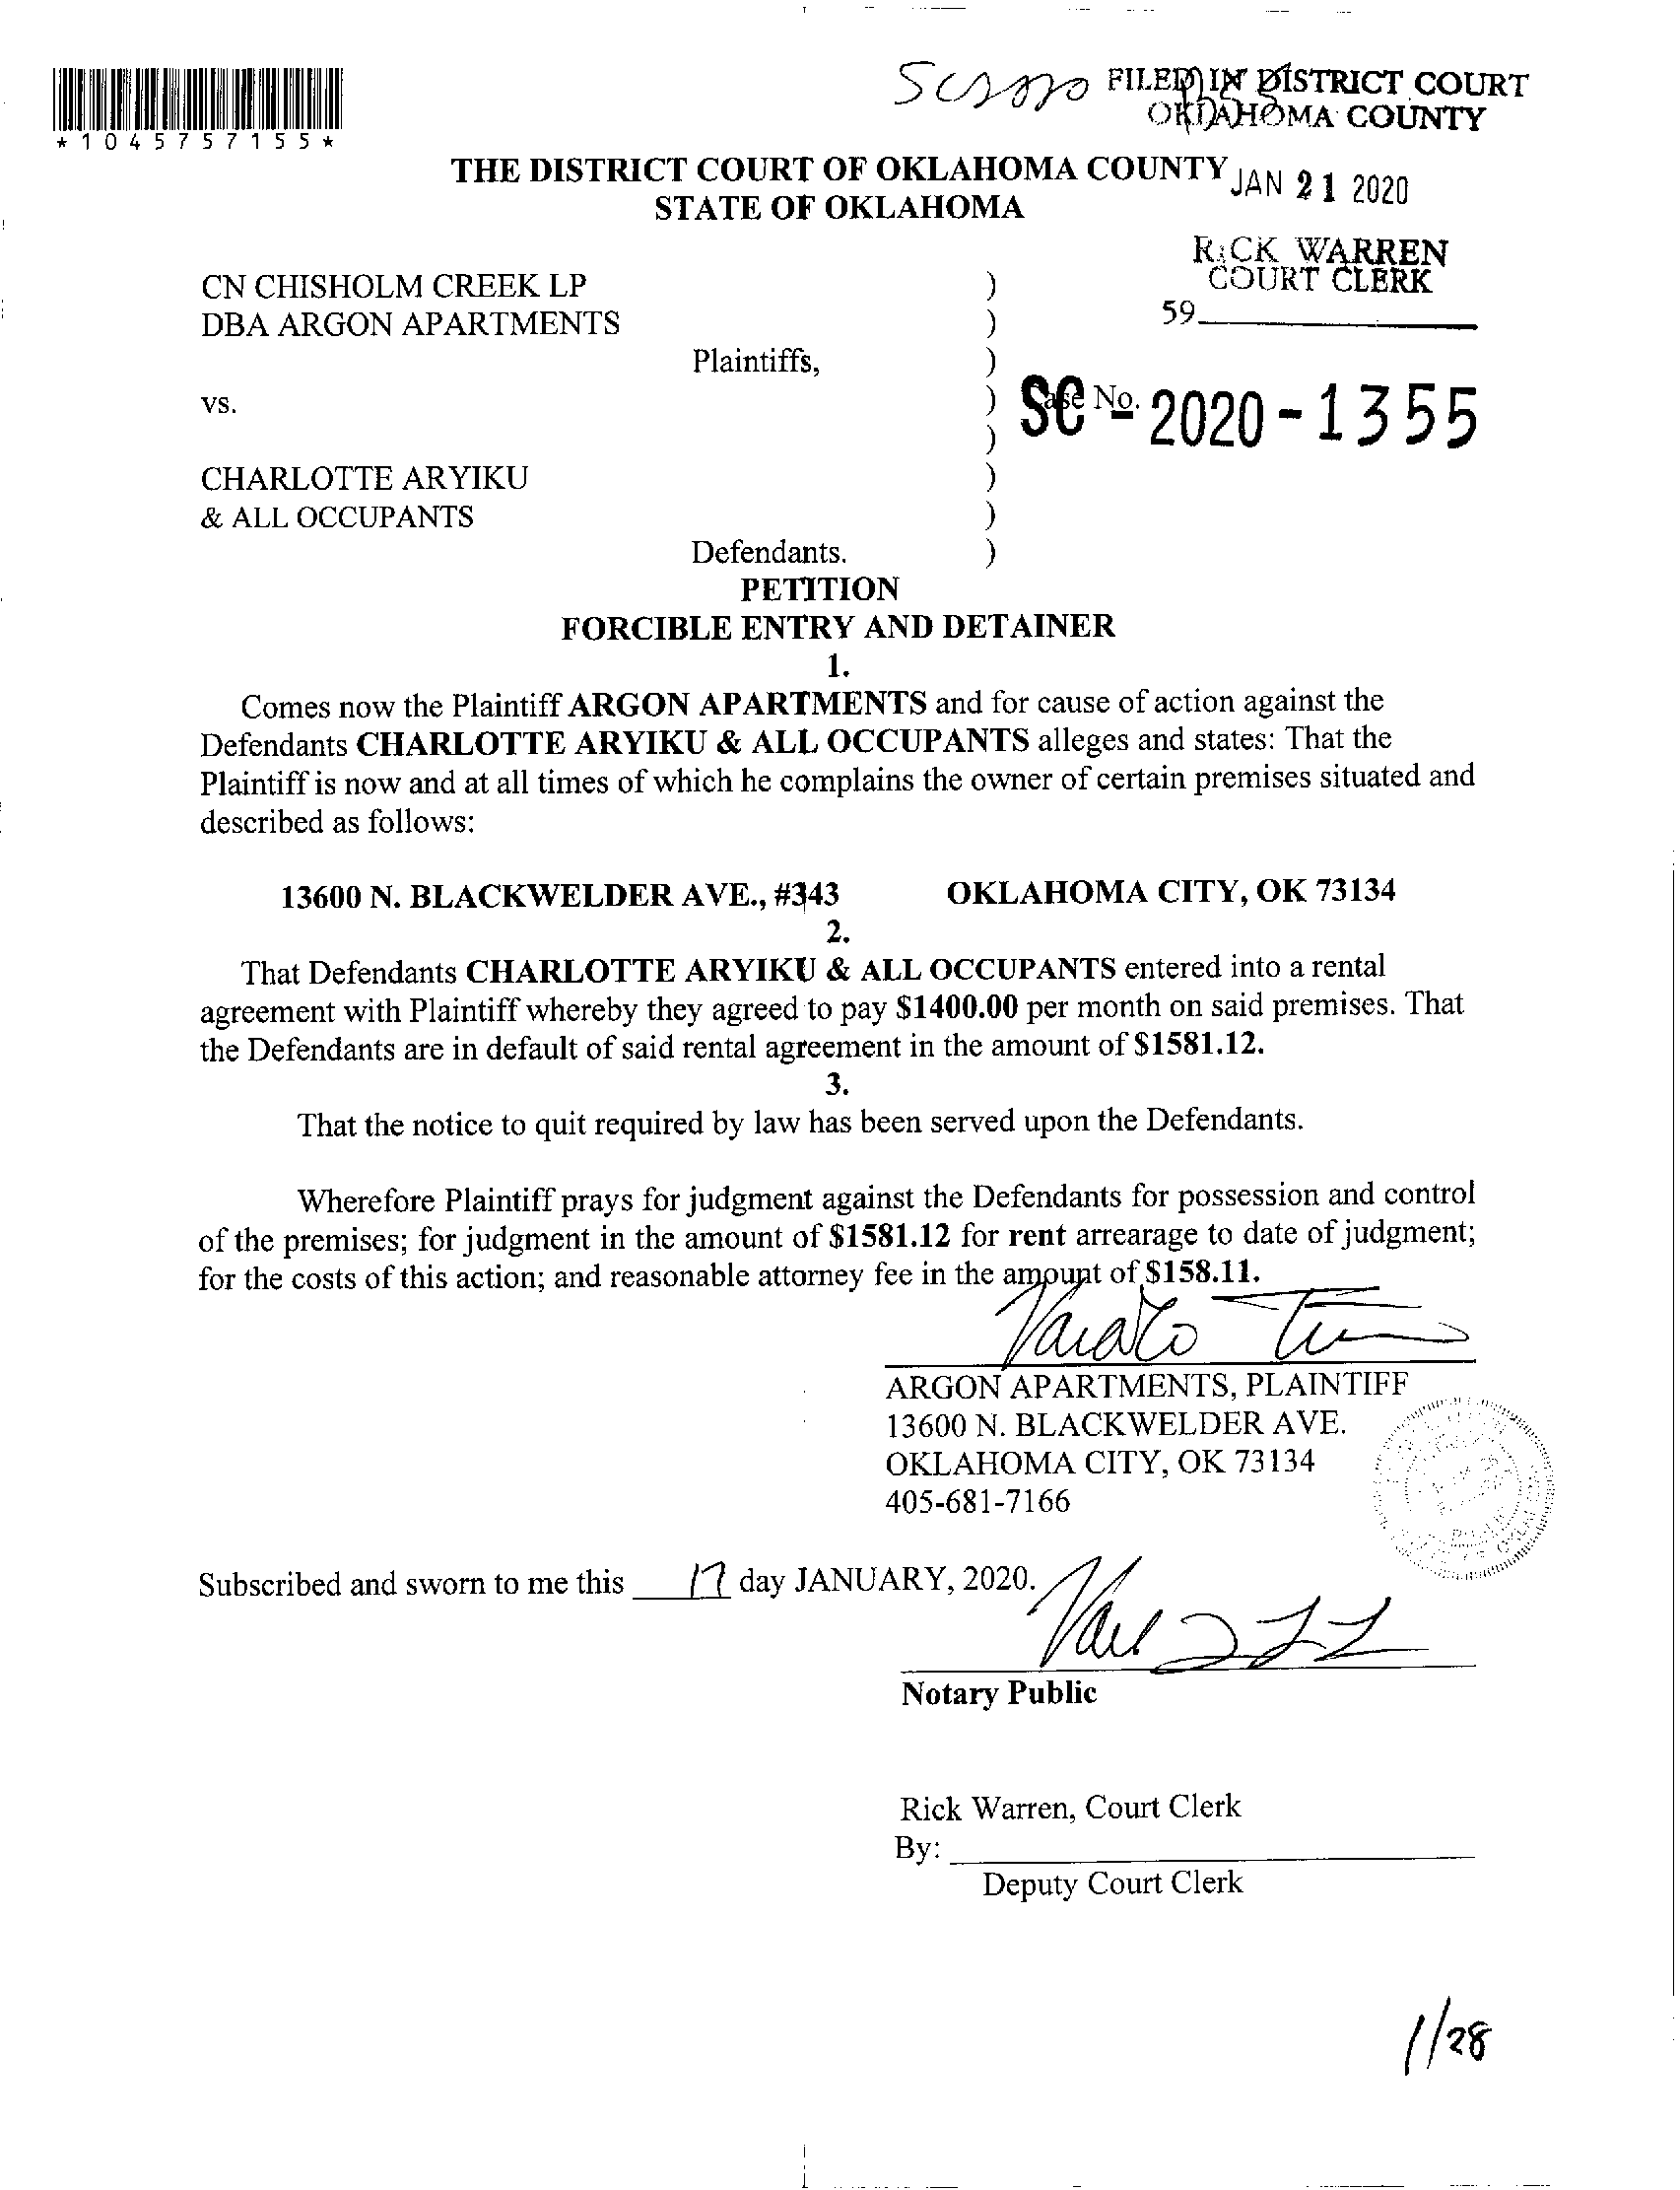 *1045757155*
FILED IN DISTRICT COURT
OKLAHOMA COUNTY
THE DISTRICT COURT OF OKLAHOMA COUNTY
STATE OF OKLAHOMA
JAN 21 2020
RICK WARREN
COURT CLERK
59
CN CHISHOLM CREEK LP )
DBA ARGON APARTMENTS )
Plaintiffs, )
vs. ) Case No. SC - 2020 - 1355
)
CHARLOTTE ARYIKU )
& ALL OCCUPANTS )
Defendants. )
PETITION
FORCIBLE ENTRY AND DETAINER
1.
Comes now the Plaintiff ARGON APARTMENTS and for cause of action against the
Defendants CHARLOTTE ARYIKU & ALL OCCUPANTS alleges and states: That the
Plaintiff is now and at all times of which he complains the owner of certain premises situated and
described as follows:
13600 N. BLACKWELDER AVE., #343 OKLAHOMA CITY, OK 73134
2.
That Defendants CHARLOTTE ARYIKU & ALL OCCUPANTS entered into a rental
agreement with Plaintiff whereby they agreed to pay $1400.00 per month on said premises. That
the Defendants are in default of said rental agreement in the amount of $1581.12.
3.
That the notice to quit required by law has been served upon the Defendants.
Wherefore Plaintiff prays for judgment against the Defendants for possession and control
of the premises; for judgment in the amount of $1581.12 for rent arrearage to date of judgment;
for the costs of this action; and reasonable attorney fee in the amount of $158.11.
ARGON APARTMENTS, PLAINTIFF
13600 N. BLACKWELDER AVE.
OKLAHOMA CITY, OK 73134
405-681-7166
Subscribed and sworn to me this 17 day JANUARY, 2020.
Notary Public
Rick Warren, Court Clerk
By:
Deputy Court Clerk
1/28